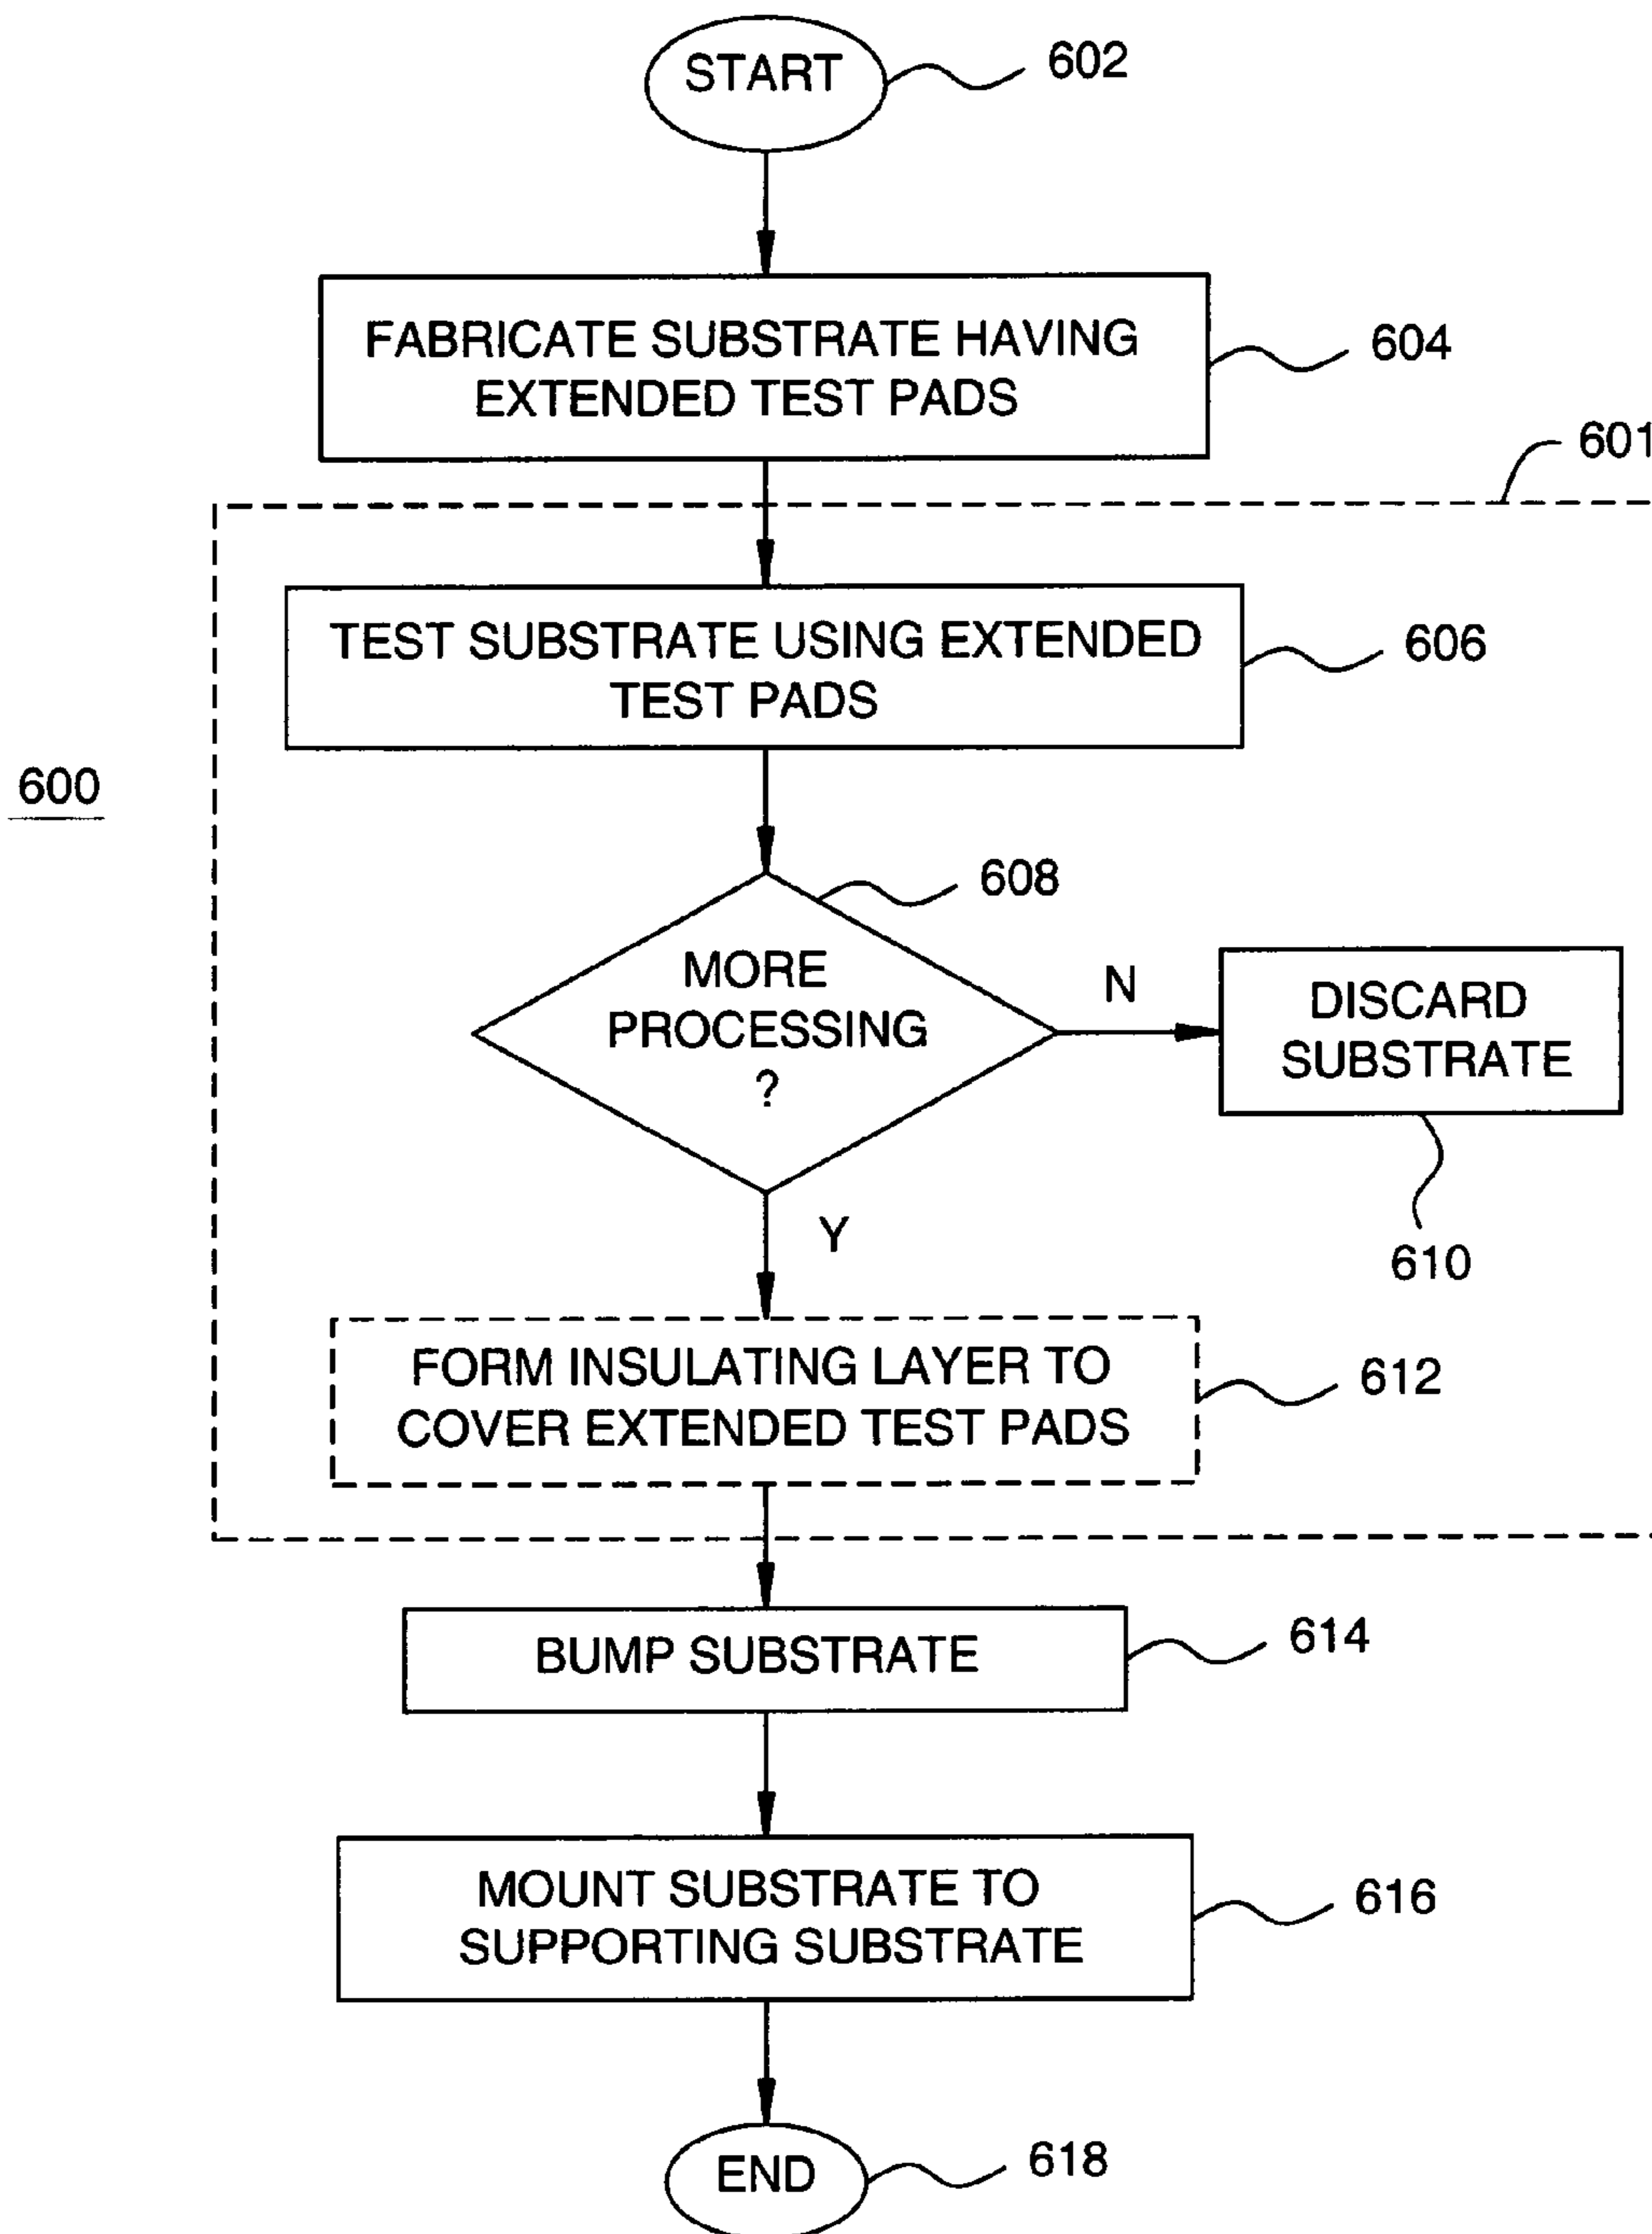 START
602
FABRICATE SUBSTRATE HAVING
EXTENDED TEST PADS
604
601
TEST SUBSTRATE USING EXTENDED
TEST PADS
606
600
608
MORE
PROCESSING
?
N
DISCARD
SUBSTRATE
610
Y
FORM INSULATING LAYER TO
COVER EXTENDED TEST PADS
612
BUMP SUBSTRATE
614
MOUNT SUBSTRATE TO
SUPPORTING SUBSTRATE
616
END
618